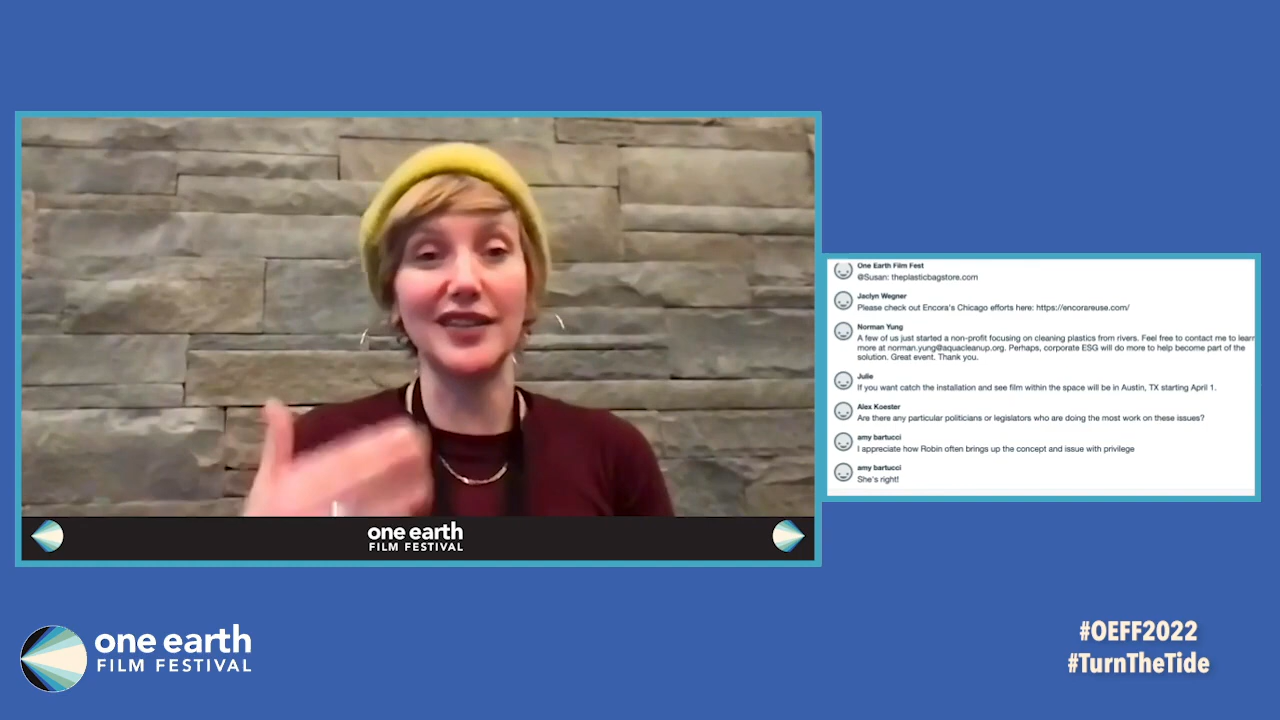 One Earth Film Fest
@Susan: theplasticbagstore.com
Jaclyn Wegner
Please check out Encora's Chicago efforts here: https://encorareuse.com/
Norman Yung
A few of us just started a non-profit focusing on cleaning plastics from rivers. Feel free to contact me to learn
more at norman.yung@aquacleanup.org. Perhaps, corporate ESG will do more to help become part of the
solution. Great event. Thank you.
Julie
If you want catch the installation and see film within the space will be in Austin, TX starting April 1.
Alex Koester
Are there any particular politicians or legislators who are doing the most work on these issues?
amy bartucci
I appreciate how Robin often brings up the concept and issue with privilege
amy bartucci
She's right!
one earth
FILM FESTIVAL
one earth
FILM FESTIVAL
#OEFF2022
#TurnTheTide